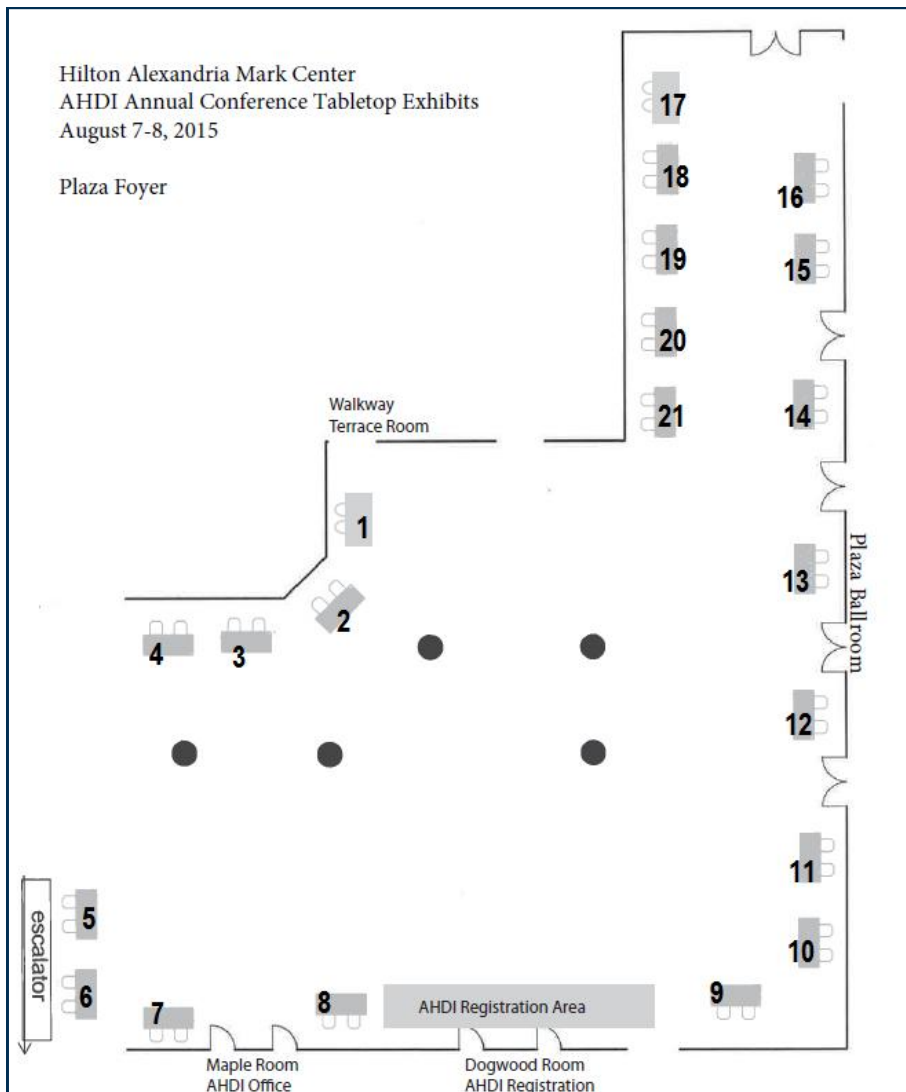 Hilton Alexandria Mark Center
AHDI Annual Conference Tabletop Exhibits
August 7-8, 2015
Plaza Foyer
17
18
16
19
15
20
21
14
Walkway
Terrace Room
1
13
Plaza Ballroom
2
4
3
12
11
5
escalator
10
6
9
7
8
AHDI Registration Area
Maple Room
AHDI Office
Dogwood Room
AHDI Registration